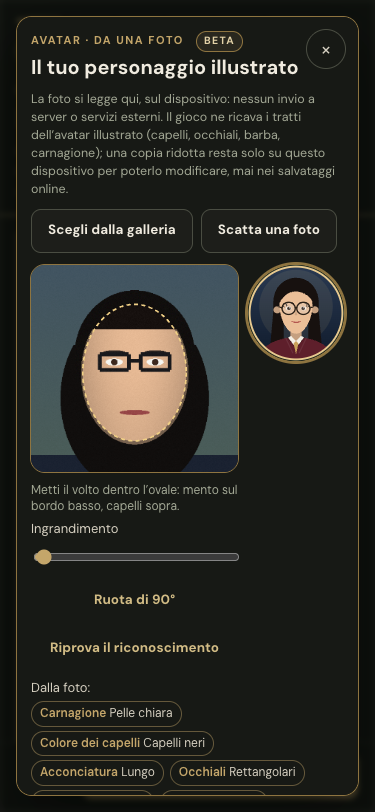 AVATAR · DA UNA FOTO BETA
×
Il tuo personaggio illustrato
La foto si legge qui, sul dispositivo: nessun invio a
server o servizi esterni. Il gioco ne ricava i tratti
dell’avatar illustrato (capelli, occhiali, barba,
carnagione); una copia ridotta resta solo su questo
dispositivo per poterlo modificare, mai nei salvataggi
online.
Scegli dalla galleria Scatta una foto
Metti il volto dentro l’ovale: mento sul
bordo basso, capelli sopra.
Ingrandimento
Ruota di 90°
Riprova il riconoscimento
Dalla foto:
Carnagione Pelle chiara
Colore dei capelli Capelli neri
Acconciatura Lungo Occhiali Rettangolari